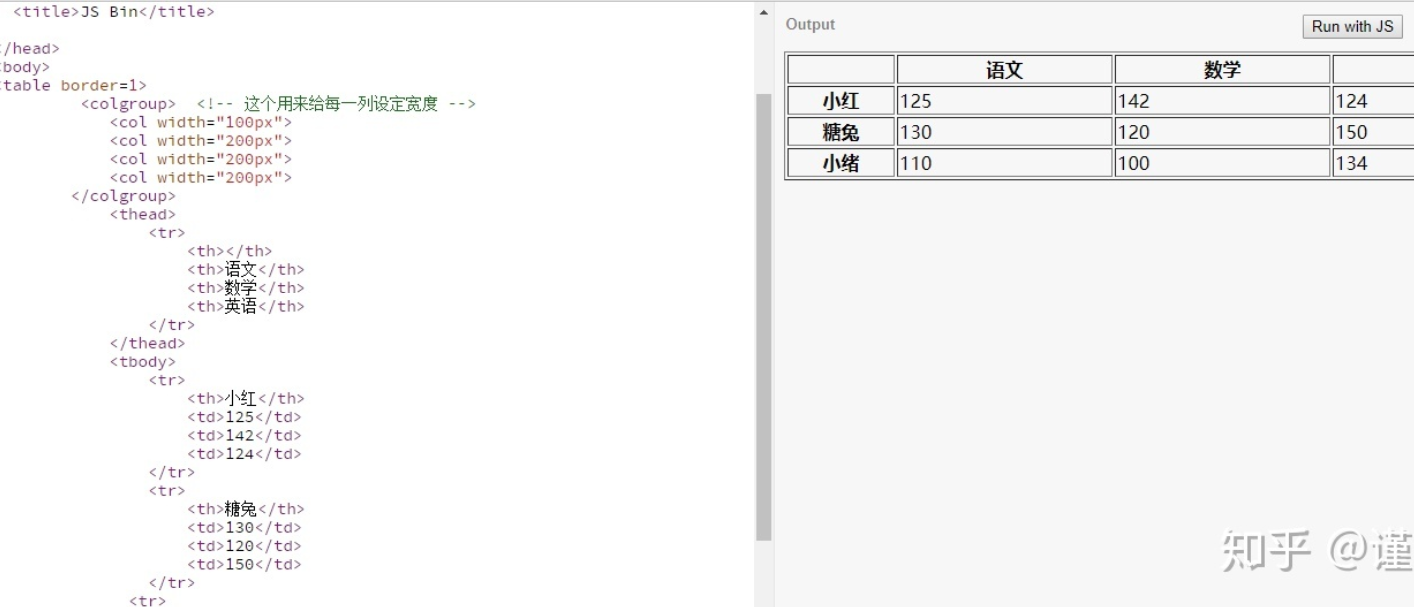 <title>JS Bin</title>
</head>
<body>
<table border=1>
<colgroup> <!-- 这个用来给每一列设定宽度 -->
<col width="100px">
<col width="200px">
<col width="200px">
<col width="200px">
</colgroup>
<thead>
<tr>
<th></th>
<th>语文</th>
<th>数学</th>
<th>英语</th>
</tr>
</thead>
<tbody>
<tr>
<th>小红</th>
<td>125</td>
<td>142</td>
<td>124</td>
</tr>
<tr>
<th>糖兔</th>
<td>130</td>
<td>120</td>
<td>150</td>
</tr>
<tr>
Output Run with JS
语文 数学
小红 125 142 124
糖兔 130 120 150
小绪 110 100 134
知乎 @谨